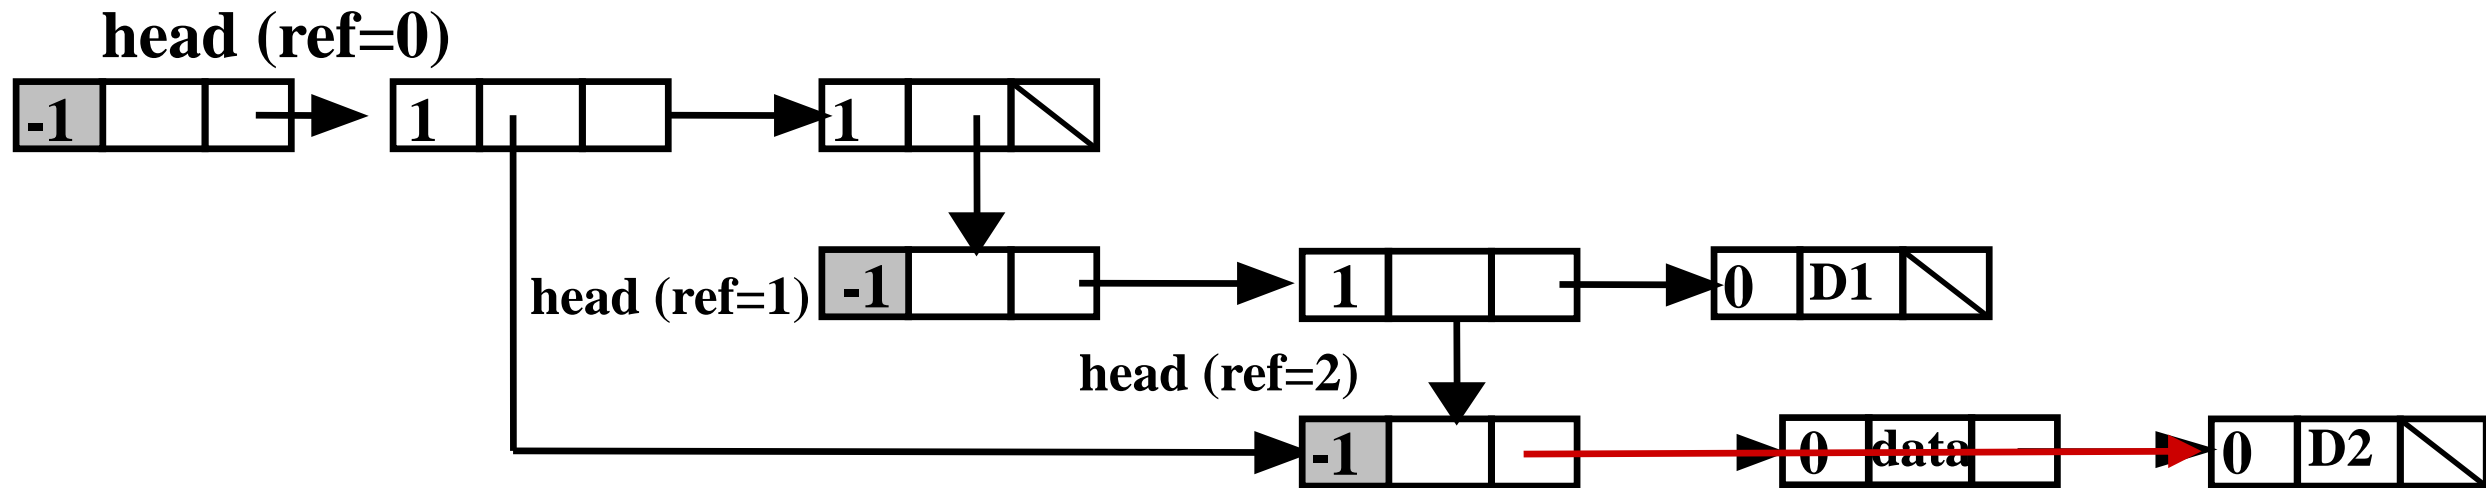 head (ref=0)
-1 1 1
head (ref=1) -1 1 0 D1
head (ref=2)
-1 0 data 0 D2